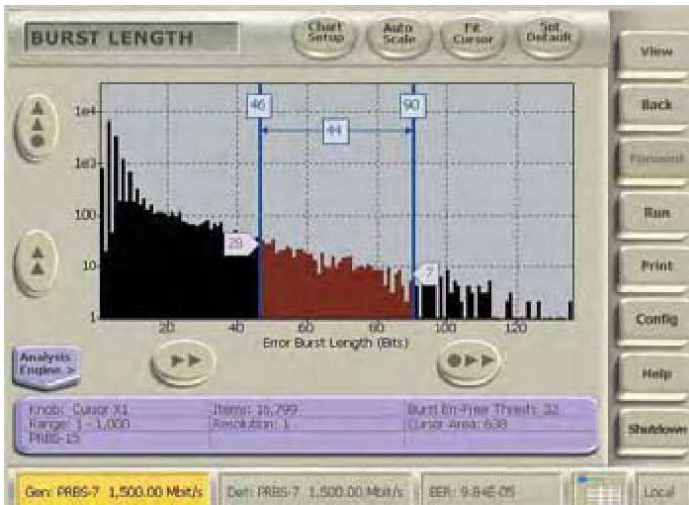 BURST LENGTH
Chart Setup
Auto Scale
Fit Cursor
Set Default
View
Back
Forward
Run
Print
Config
Help
Shutdown
46
90
44
28
7
1e4
1e3
100
10
1
20
40
60
80
100
120
Error Burst Length (Bits)
Analysis Engine >
Knob: Cursor X1
Items: 16,799
Burst Err-Free Thresh: 32
Range: 1 - 1,000
Resolution: 1
Cursor Area: 638
PRBS-15
Gen: PRBS-7 1,500.00 Mbit/s
Det: PRBS-7 1,500.00 Mbit/s
BER: 9.84E-05
Local